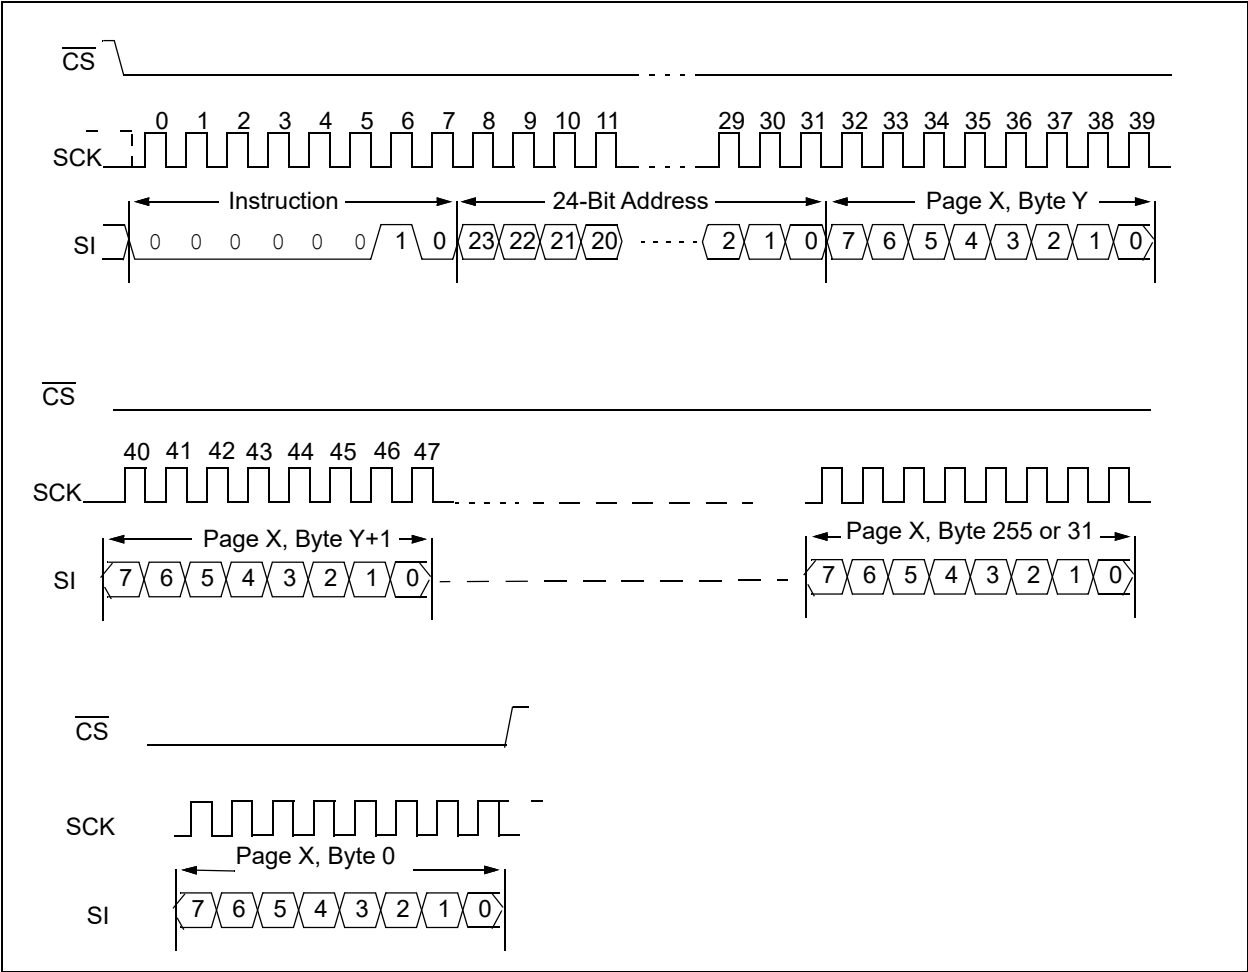 CS
0 1 2 3 4 5 6 7 8 9 10 11 29 30 31 32 33 34 35 36 37 38 39
SCK
Instruction 24-Bit Address Page X, Byte Y
SI 0 0 0 0 0 0 1 0 23 22 21 20 2 1 0 7 6 5 4 3 2 1 0
CS
40 41 42 43 44 45 46 47
SCK
Page X, Byte Y+1 Page X, Byte 255 or 31
SI 7 6 5 4 3 2 1 0 7 6 5 4 3 2 1 0
CS
SCK
Page X, Byte 0
SI 7 6 5 4 3 2 1 0